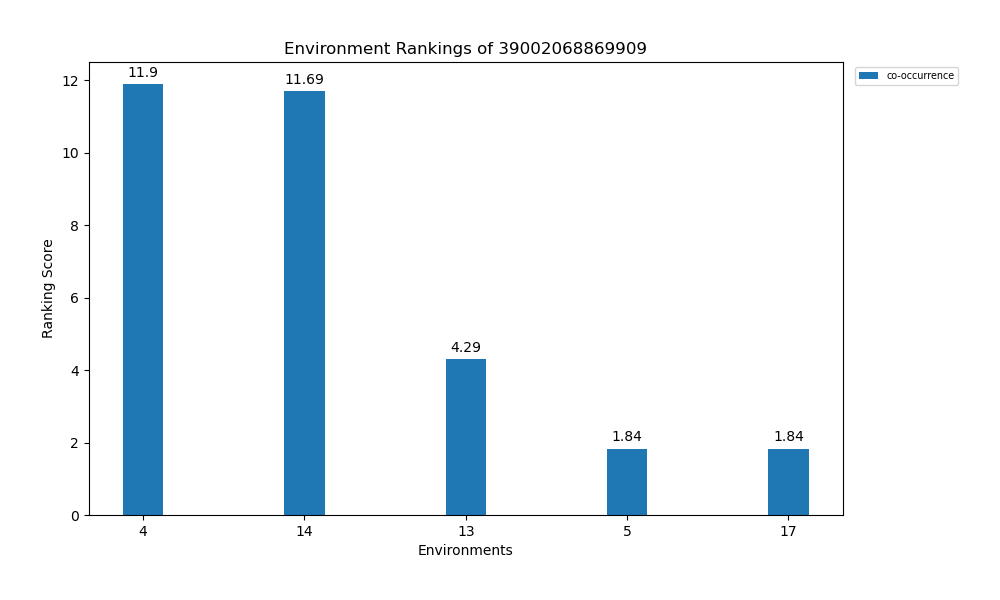 Environment Rankings of 39002068869909
co-occurrence
Ranking Score
12
10
8
6
4
2
0
11.9
11.69
4.29
1.84
1.84
4 14 13 5 17
Environments